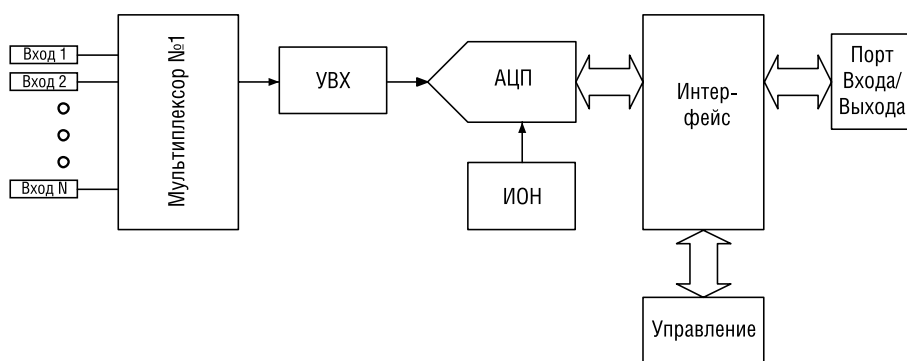 Вход 1
Вход 2
Вход N
Мультиплексор №1
УВХ
АЦП
ИОН
Интер-
фейс
Порт
Входа/
Выхода
Управление